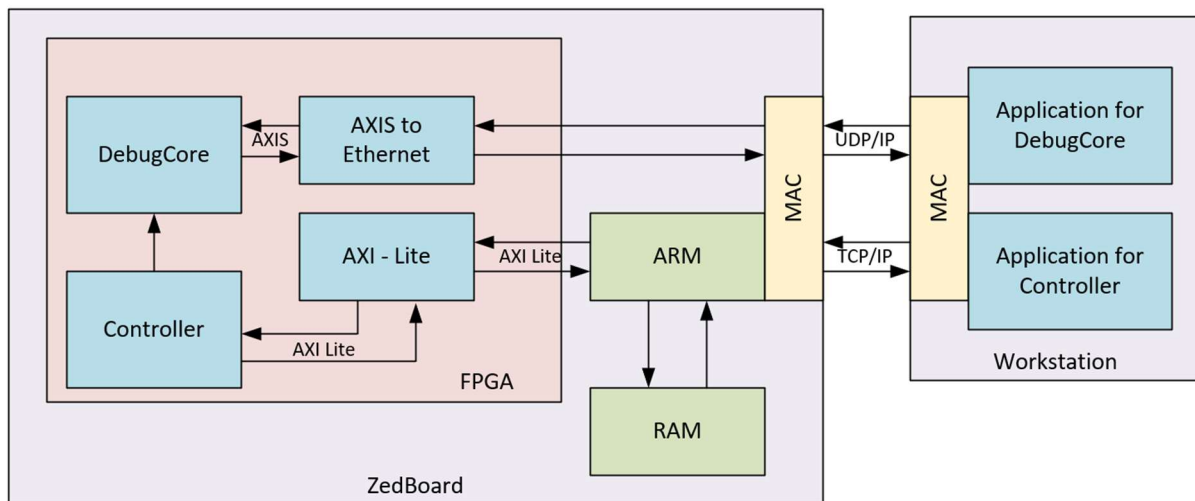 DebugCore
AXIS
AXIS to
Ethernet
MAC
UDP/IP
MAC
Application for
DebugCore
Controller
AXI Lite
AXI - Lite
AXI Lite
ARM
TCP/IP
Application for
Controller
FPGA
RAM
Workstation
ZedBoard